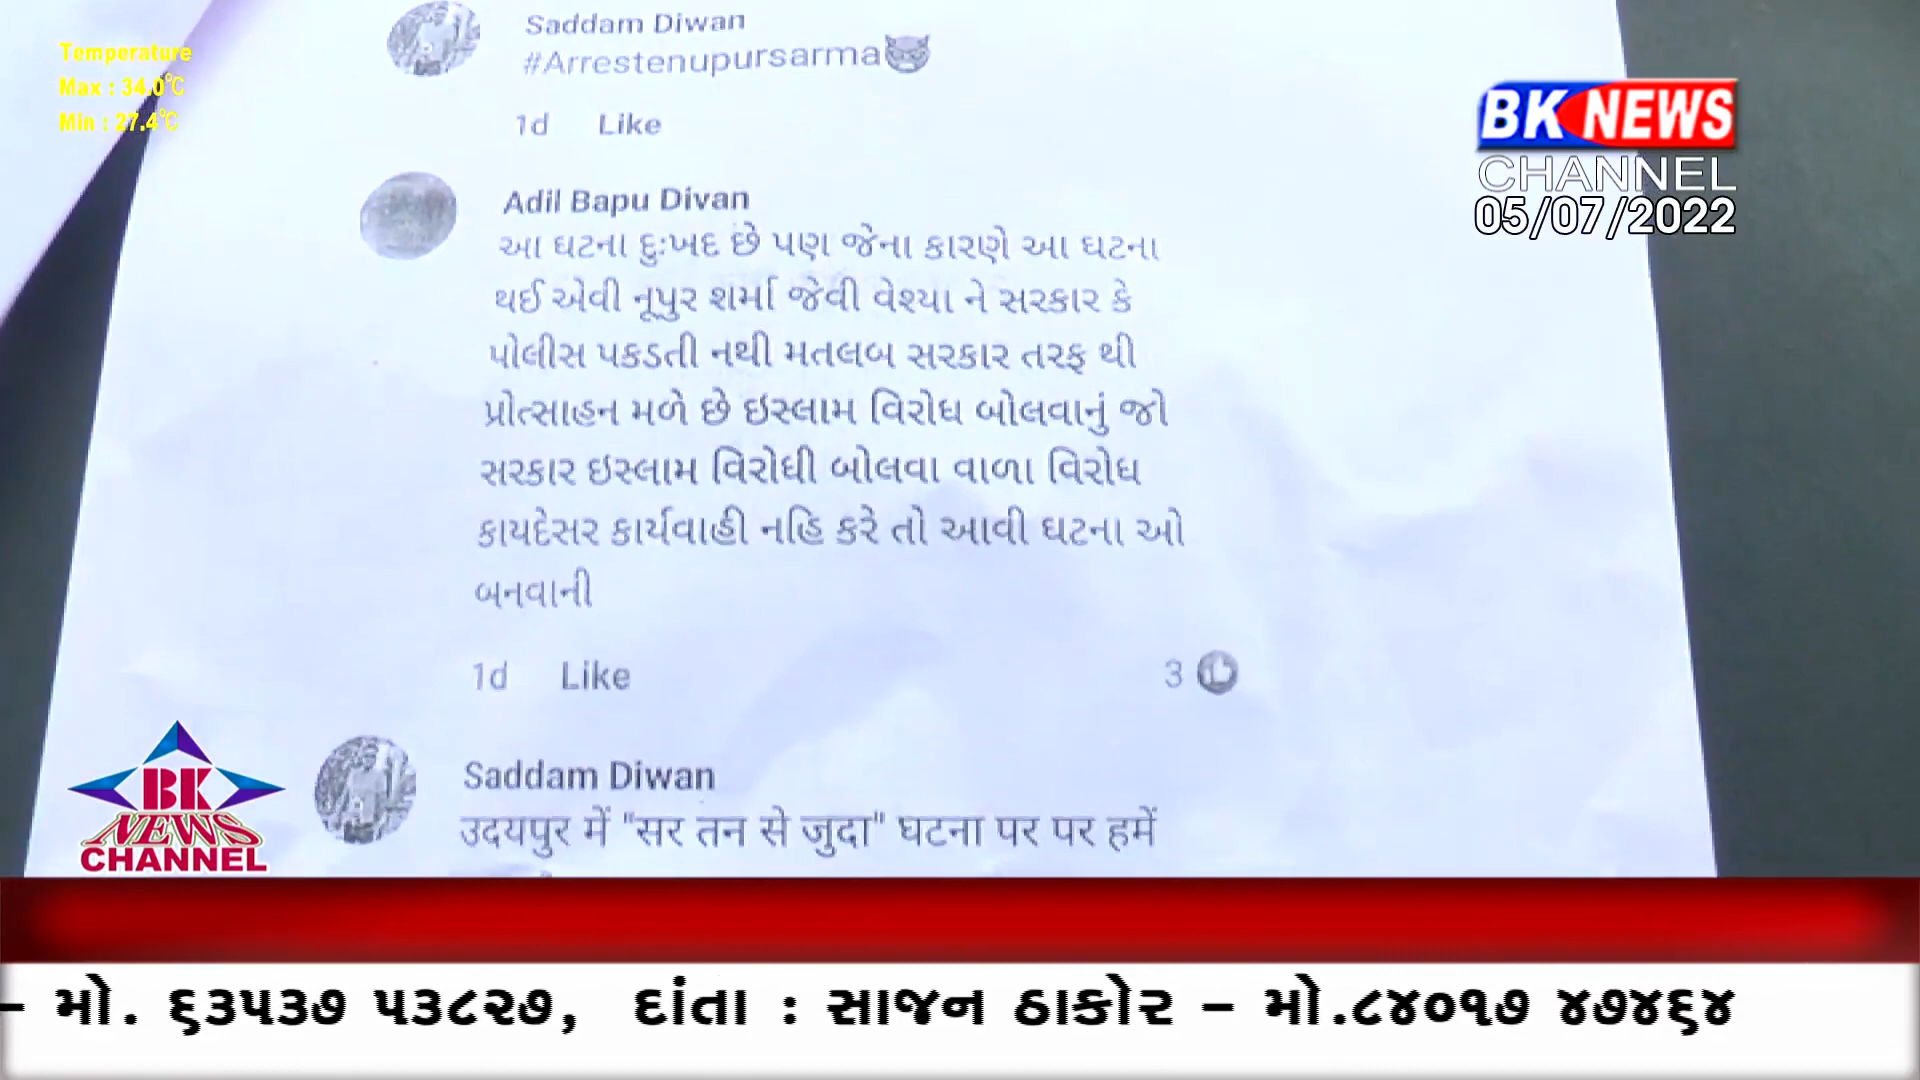 Temperature
Max : 34.0°C
Min : 27.4°C
BK NEWS
CHANNEL
05/07/2022
Saddam Diwan
#Arrestenupursarma😈
1d Like
Adil Bapu Divan
આ ઘટના દુઃખદ છે પણ જેના કારણે આ ઘટના
થઈ એવી નૂપુર શર્મા જેવી વેશ્યા ને સરકાર કે
પોલીસ પકડતી નથી મતલબ સરકાર તરફ થી
પ્રોત્સાહન મળે છે ઇસ્લામ વિરોધ બોલવાનું જો
સરકાર ઇસ્લામ વિરોધી બોલવા વાળા વિરોધ
કાયદેસર કાર્યવાહી નહિ કરે તો આવી ઘટના ઓ
બનવાની
1d Like 3
Saddam Diwan
उदयपुर में "सर तन से जुदा" घटना पर पर हमें
BK
NEWS
CHANNEL
– મો. ૬૩૫૩૭ ૫૩૮૨૭, દાંતા : સાજન ઠાકોર – મો.૮૪૦૧૭ ૪૭૪૬૪